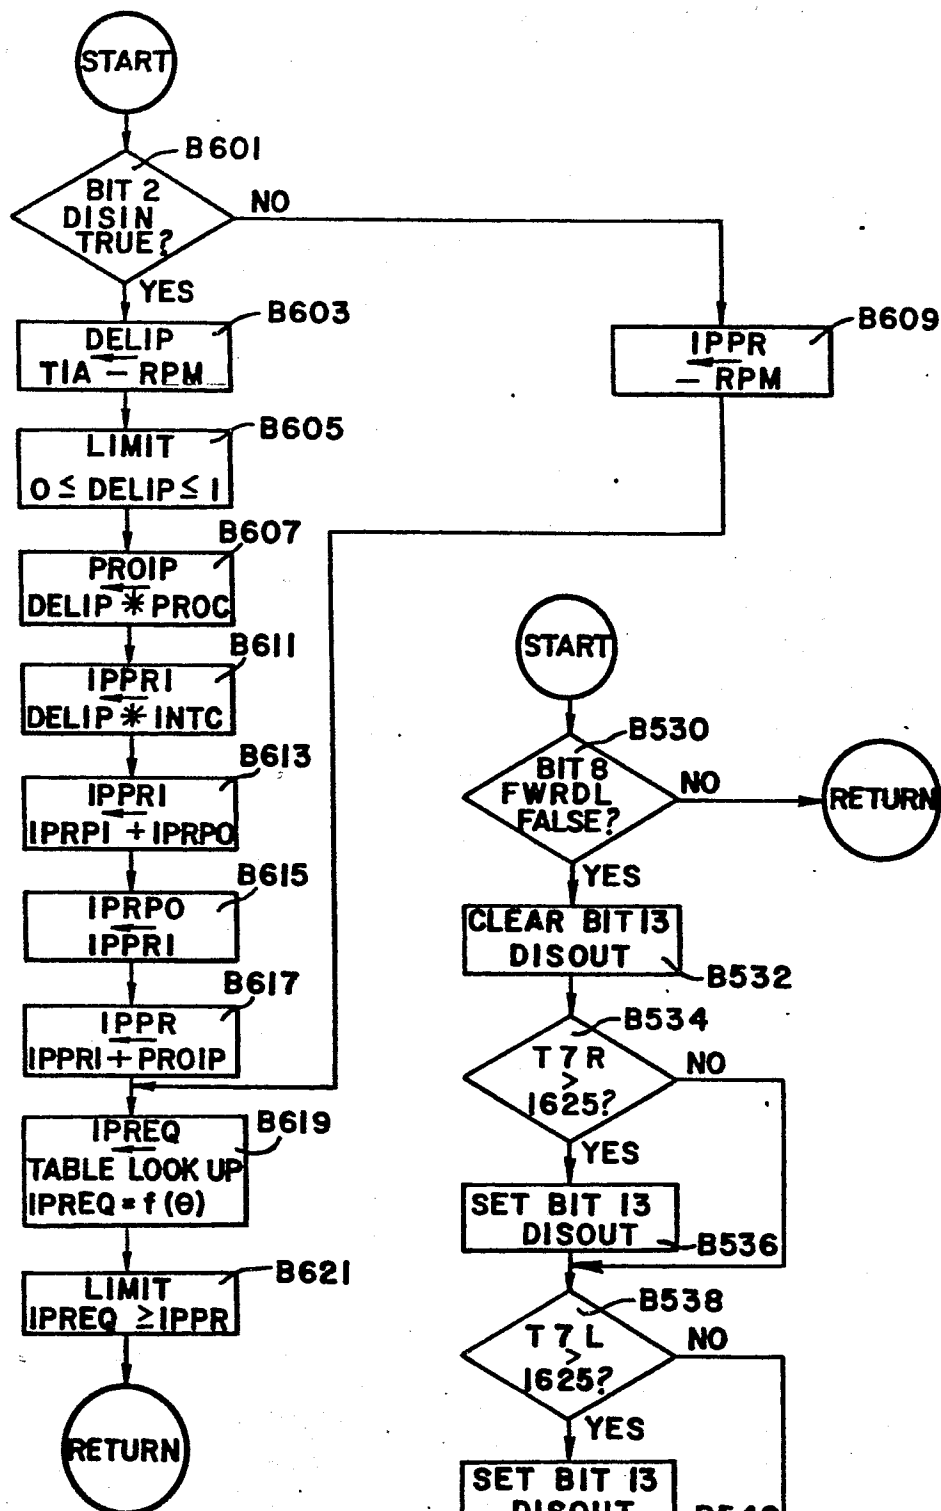 START
B601
BIT 2
DISIN
TRUE?
NO
YES
B603
DELIP
TIA - RPM
B609
IPPR
- RPM
B605
LIMIT
0 ≤ DELIP ≤ 1
B607
PROIP
DELIP * PROC
B611
IPPRI
DELIP * INTC
B613
IPPRI
IPRPI + IPRPO
B615
IPRPO
IPPRI
B617
IPPR
IPPRI + PROIP
B619
IPREQ
TABLE LOOK UP
IPREQ = f (θ)
B621
LIMIT
IPREQ ≥ IPPR
RETURN
START
B530
BIT 8
FWRDL
FALSE?
NO
RETURN
YES
CLEAR BIT 13
DISOUT
B532
B534
T 7 R
>
1625?
NO
YES
SET BIT 13
DISOUT
B536
B538
T 7 L
>
1625?
NO
YES
SET BIT 13
DISOUT